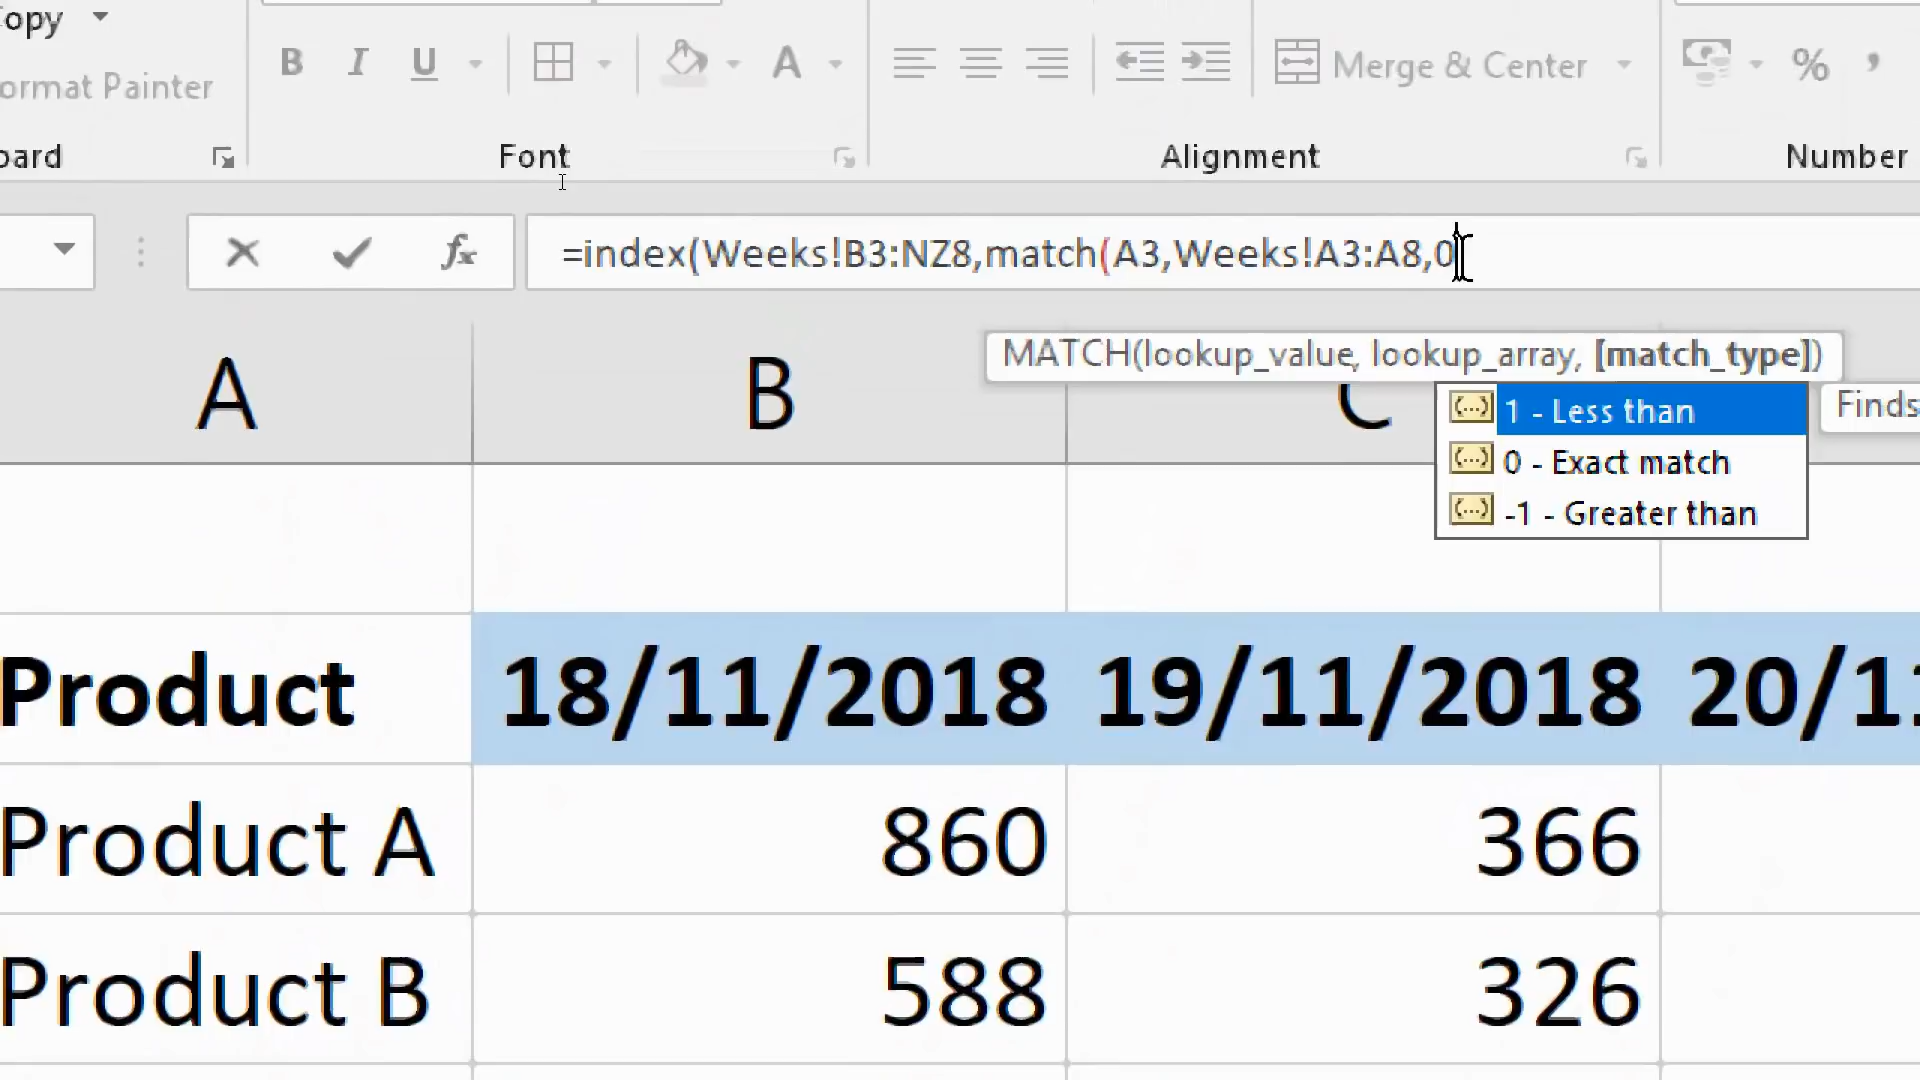 opy
ormat Painter
B I U A Merge & Center % ,
oard Font Alignment Number
fx =index(Weeks!B3:NZ8,match(A3,Weeks!A3:A8,0
MATCH(lookup_value, lookup_array, [match_type])
A B C
1 - Less than Finds
0 - Exact match
-1 - Greater than
Product 18/11/2018 19/11/2018 20/11
Product A 860 366
Product B 588 326